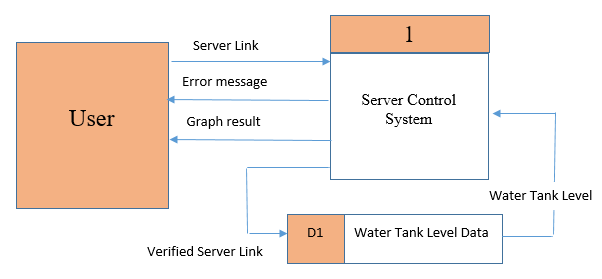 1
Server Link
Error message
User
Server Control
System
Graph result
Water Tank Level
D1
Water Tank Level Data
Verified Server Link